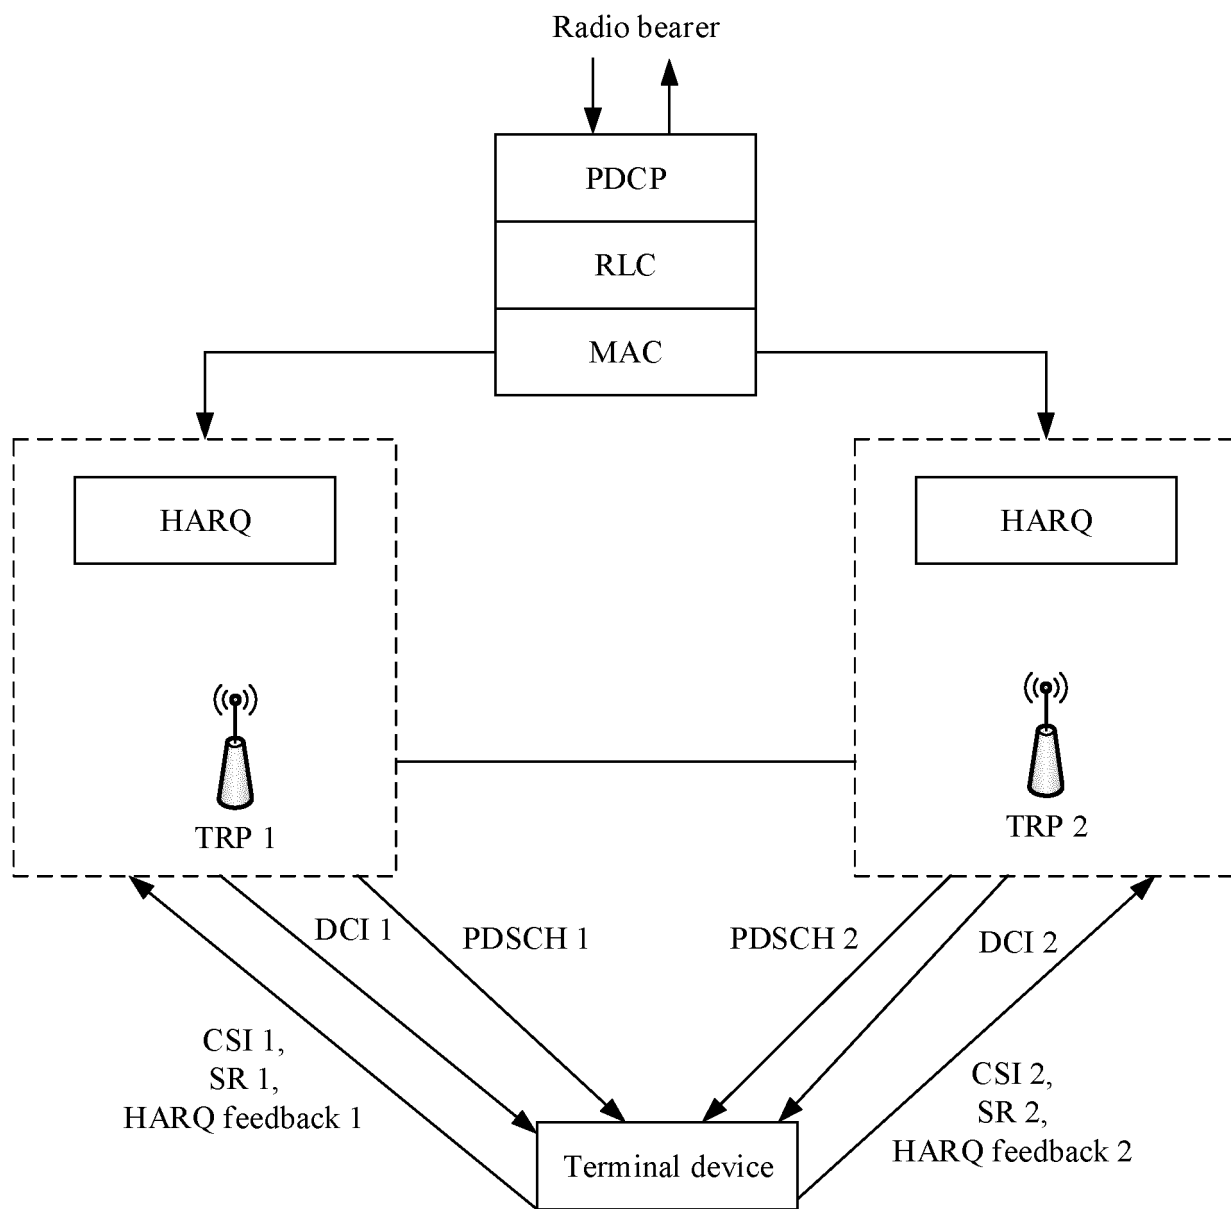 Radio bearer
PDCP
RLC
MAC
HARQ
HARQ
TRP 1
TRP 2
DCI 1
PDSCH 1
PDSCH 2
DCI 2
CSI 1,
SR 1,
HARQ feedback 1
CSI 2,
SR 2,
HARQ feedback 2
Terminal device